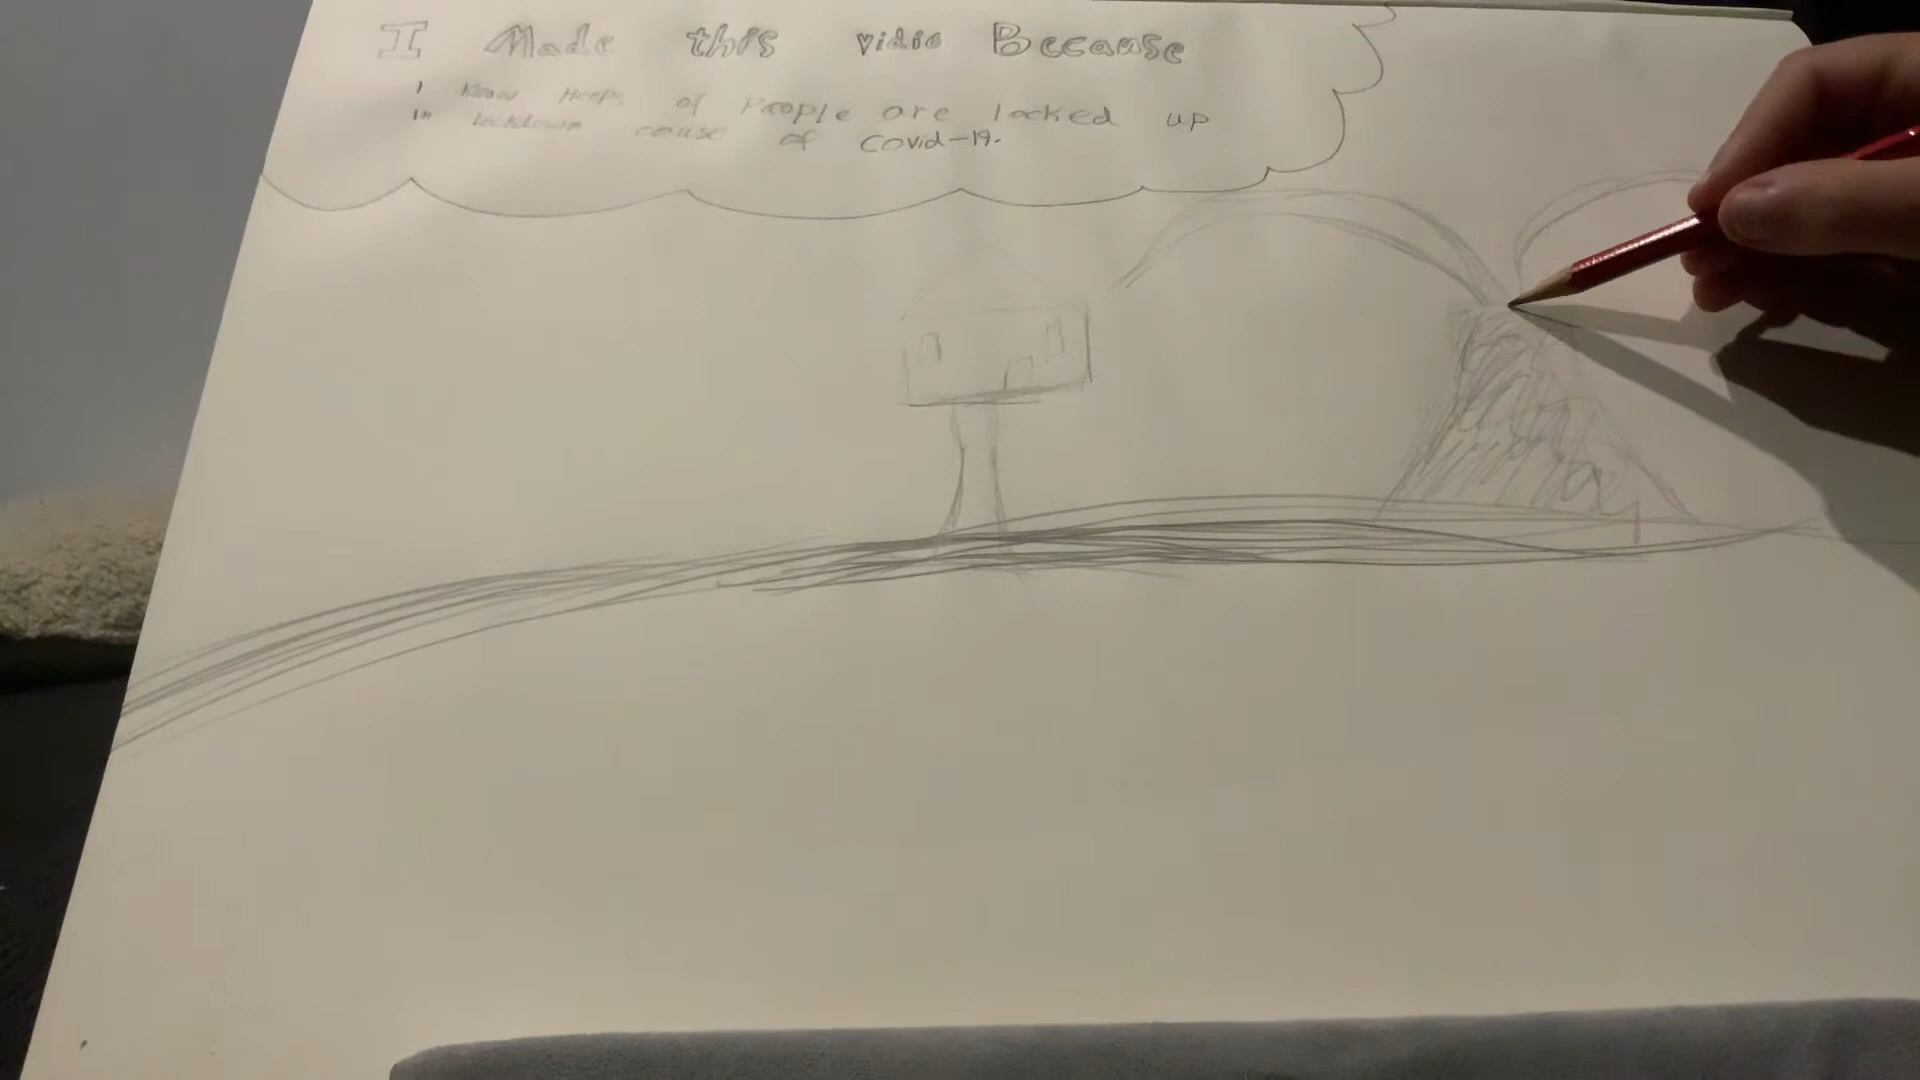 I Made this vidio Because
I know Heeps of People are locked up
in lockdown cause of Covid-19.